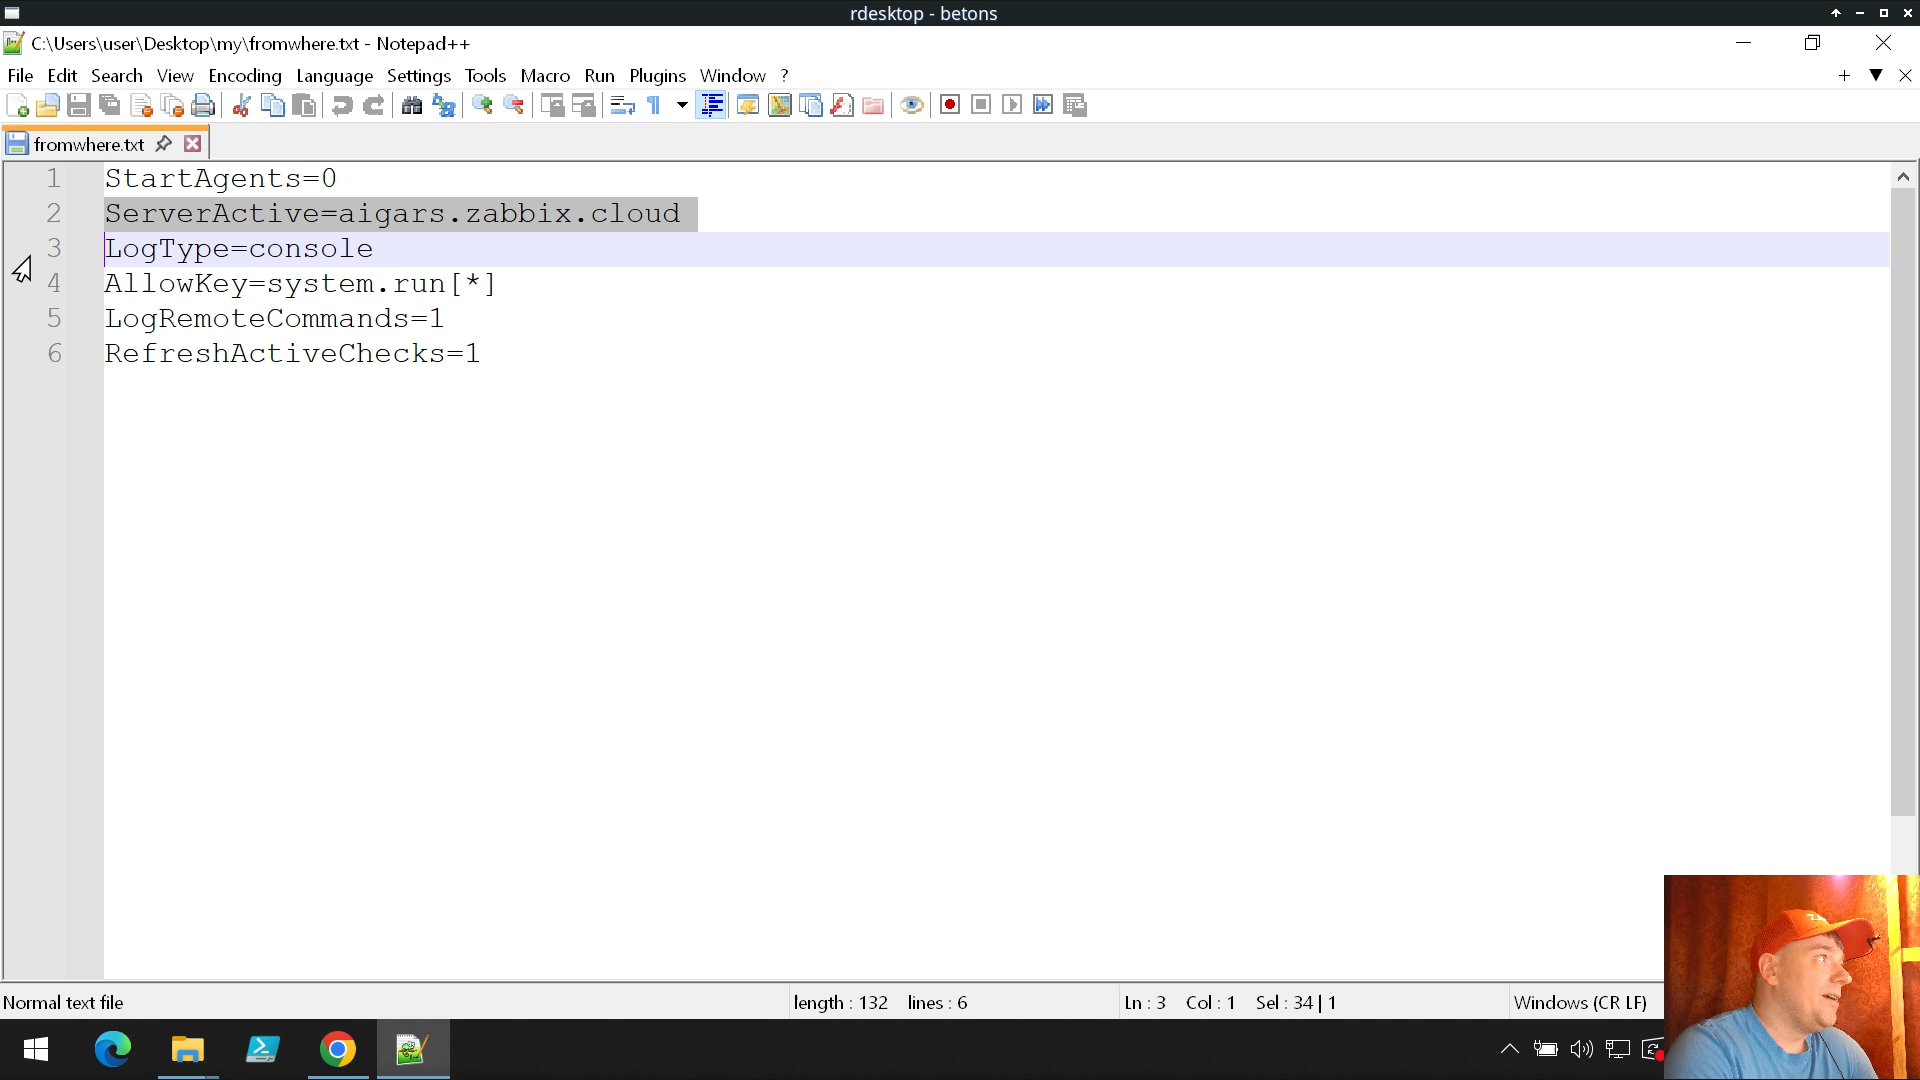 rdesktop - betons
C:\Users\user\Desktop\my\fromwhere.txt - Notepad++
File Edit Search View Encoding Language Settings Tools Macro Run Plugins Window ?
fromwhere.txt
1 StartAgents=0
2 ServerActive=aigars.zabbix.cloud
3 LogType=console
4 AllowKey=system.run[*]
5 LogRemoteCommands=1
6 RefreshActiveChecks=1
Normal text file length : 132 lines : 6 Ln : 3 Col : 1 Sel : 34 | 1 Windows (CR LF)